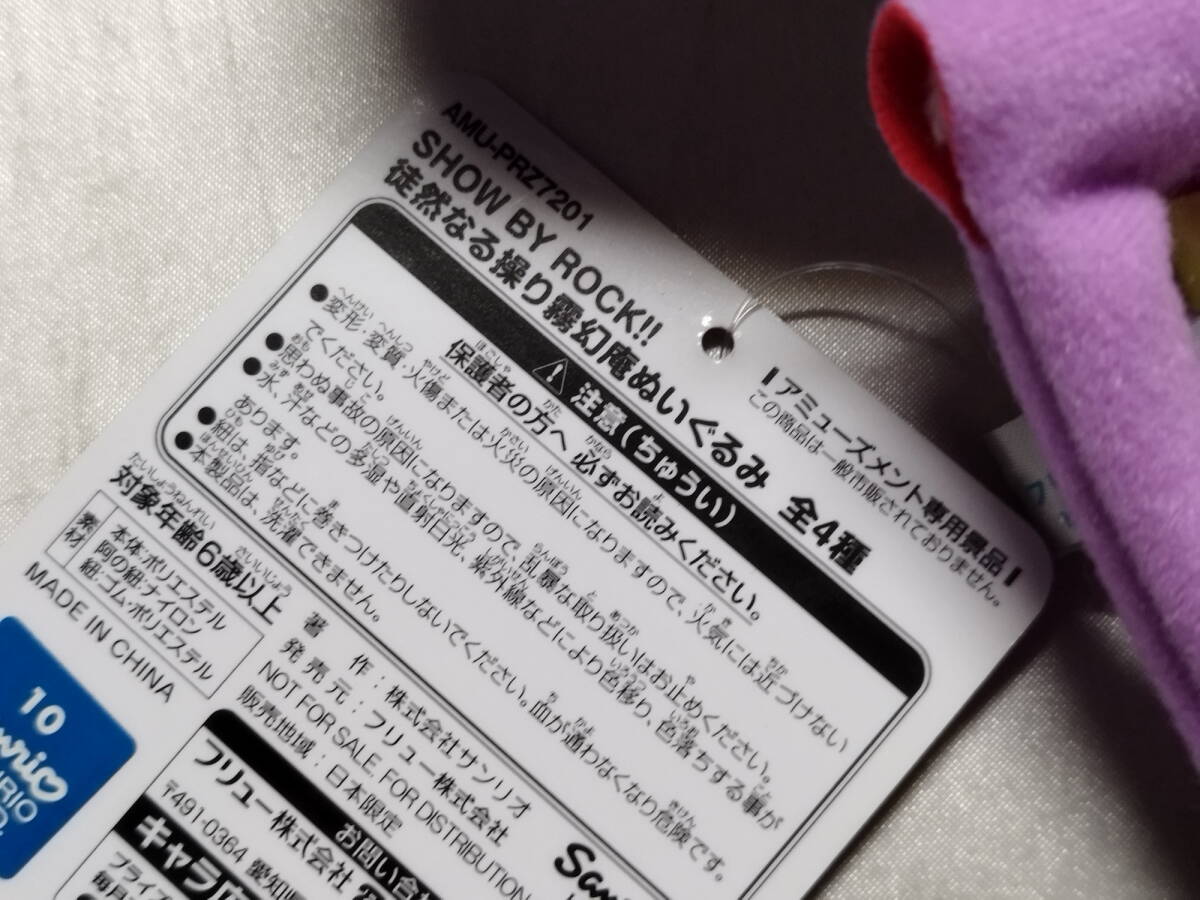 AMU-PRZ7201
SHOW BY ROCK!!
徒然なる操り霧幻庵ぬいぐるみ 全4種
アミューズメント専用景品
この商品は一般市販されておりません。
注意(ちゅうい)
保護者の方へ 必ずお読みください。
●変形・変質・火傷または火災の原因になりますので、火気には近づけない
でください。
●思わぬ事故の原因になりますので、乱暴な取り扱いはお止めください。
●水、汗などの多湿や直射日光、紫外線などにより色移り、色落ちする事が
あります。
●紐は、指などに巻きつけたりしないでください。血が通わなくなり危険です。
●本製品は、洗濯できません。
対象年齢6歳以上
素材
本体:ポリエステル
阿の紐:ナイロン
紐・ゴム:ポリエステル
MADE IN CHINA
著作:株式会社サンリオ
発売元:フリュー株式会社
NOT FOR SALE, FOR DISTRIBUTION
販売地域:日本限定
お問い合
フリュー株式会社
〒491-0364 愛知県
キャラ
プライズ
毎月
10